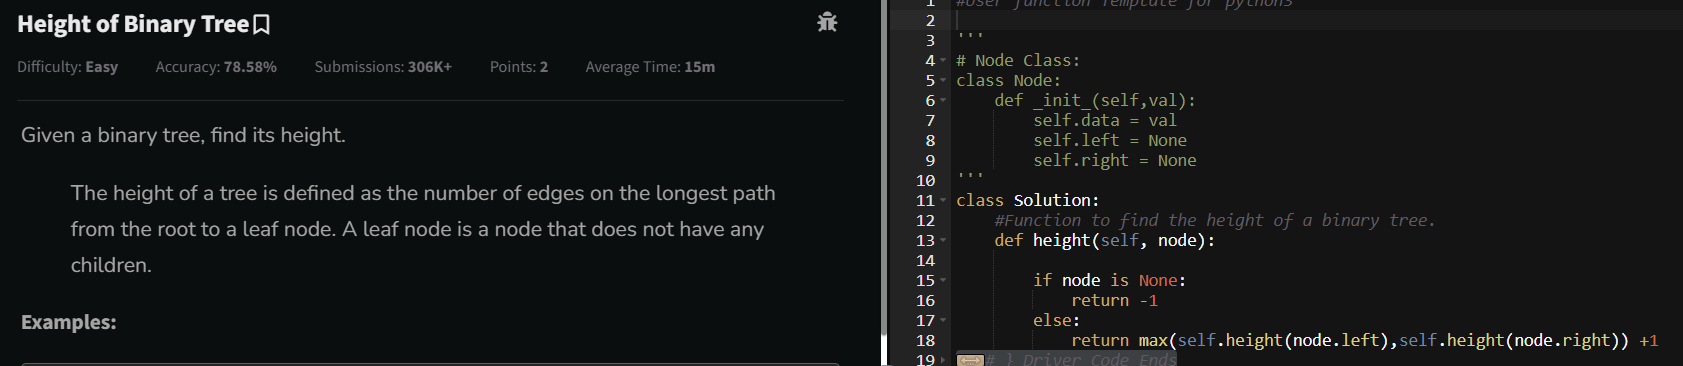 Height of Binary Tree
Difficulty: Easy Accuracy: 78.58% Submissions: 306K+ Points: 2 Average Time: 15m
Given a binary tree, find its height.
The height of a tree is defined as the number of edges on the longest path
from the root to a leaf node. A leaf node is a node that does not have any
children.
Examples:
1 #User function Template for python3
2
3 '''
4 # Node Class:
5 class Node:
6     def _init_(self,val):
7         self.data = val
8         self.left = None
9         self.right = None
10 '''
11 class Solution:
12     #Function to find the height of a binary tree.
13     def height(self, node):
14
15         if node is None:
16             return -1
17         else:
18             return max(self.height(node.left),self.height(node.right)) +1
19 # } Driver Code Ends